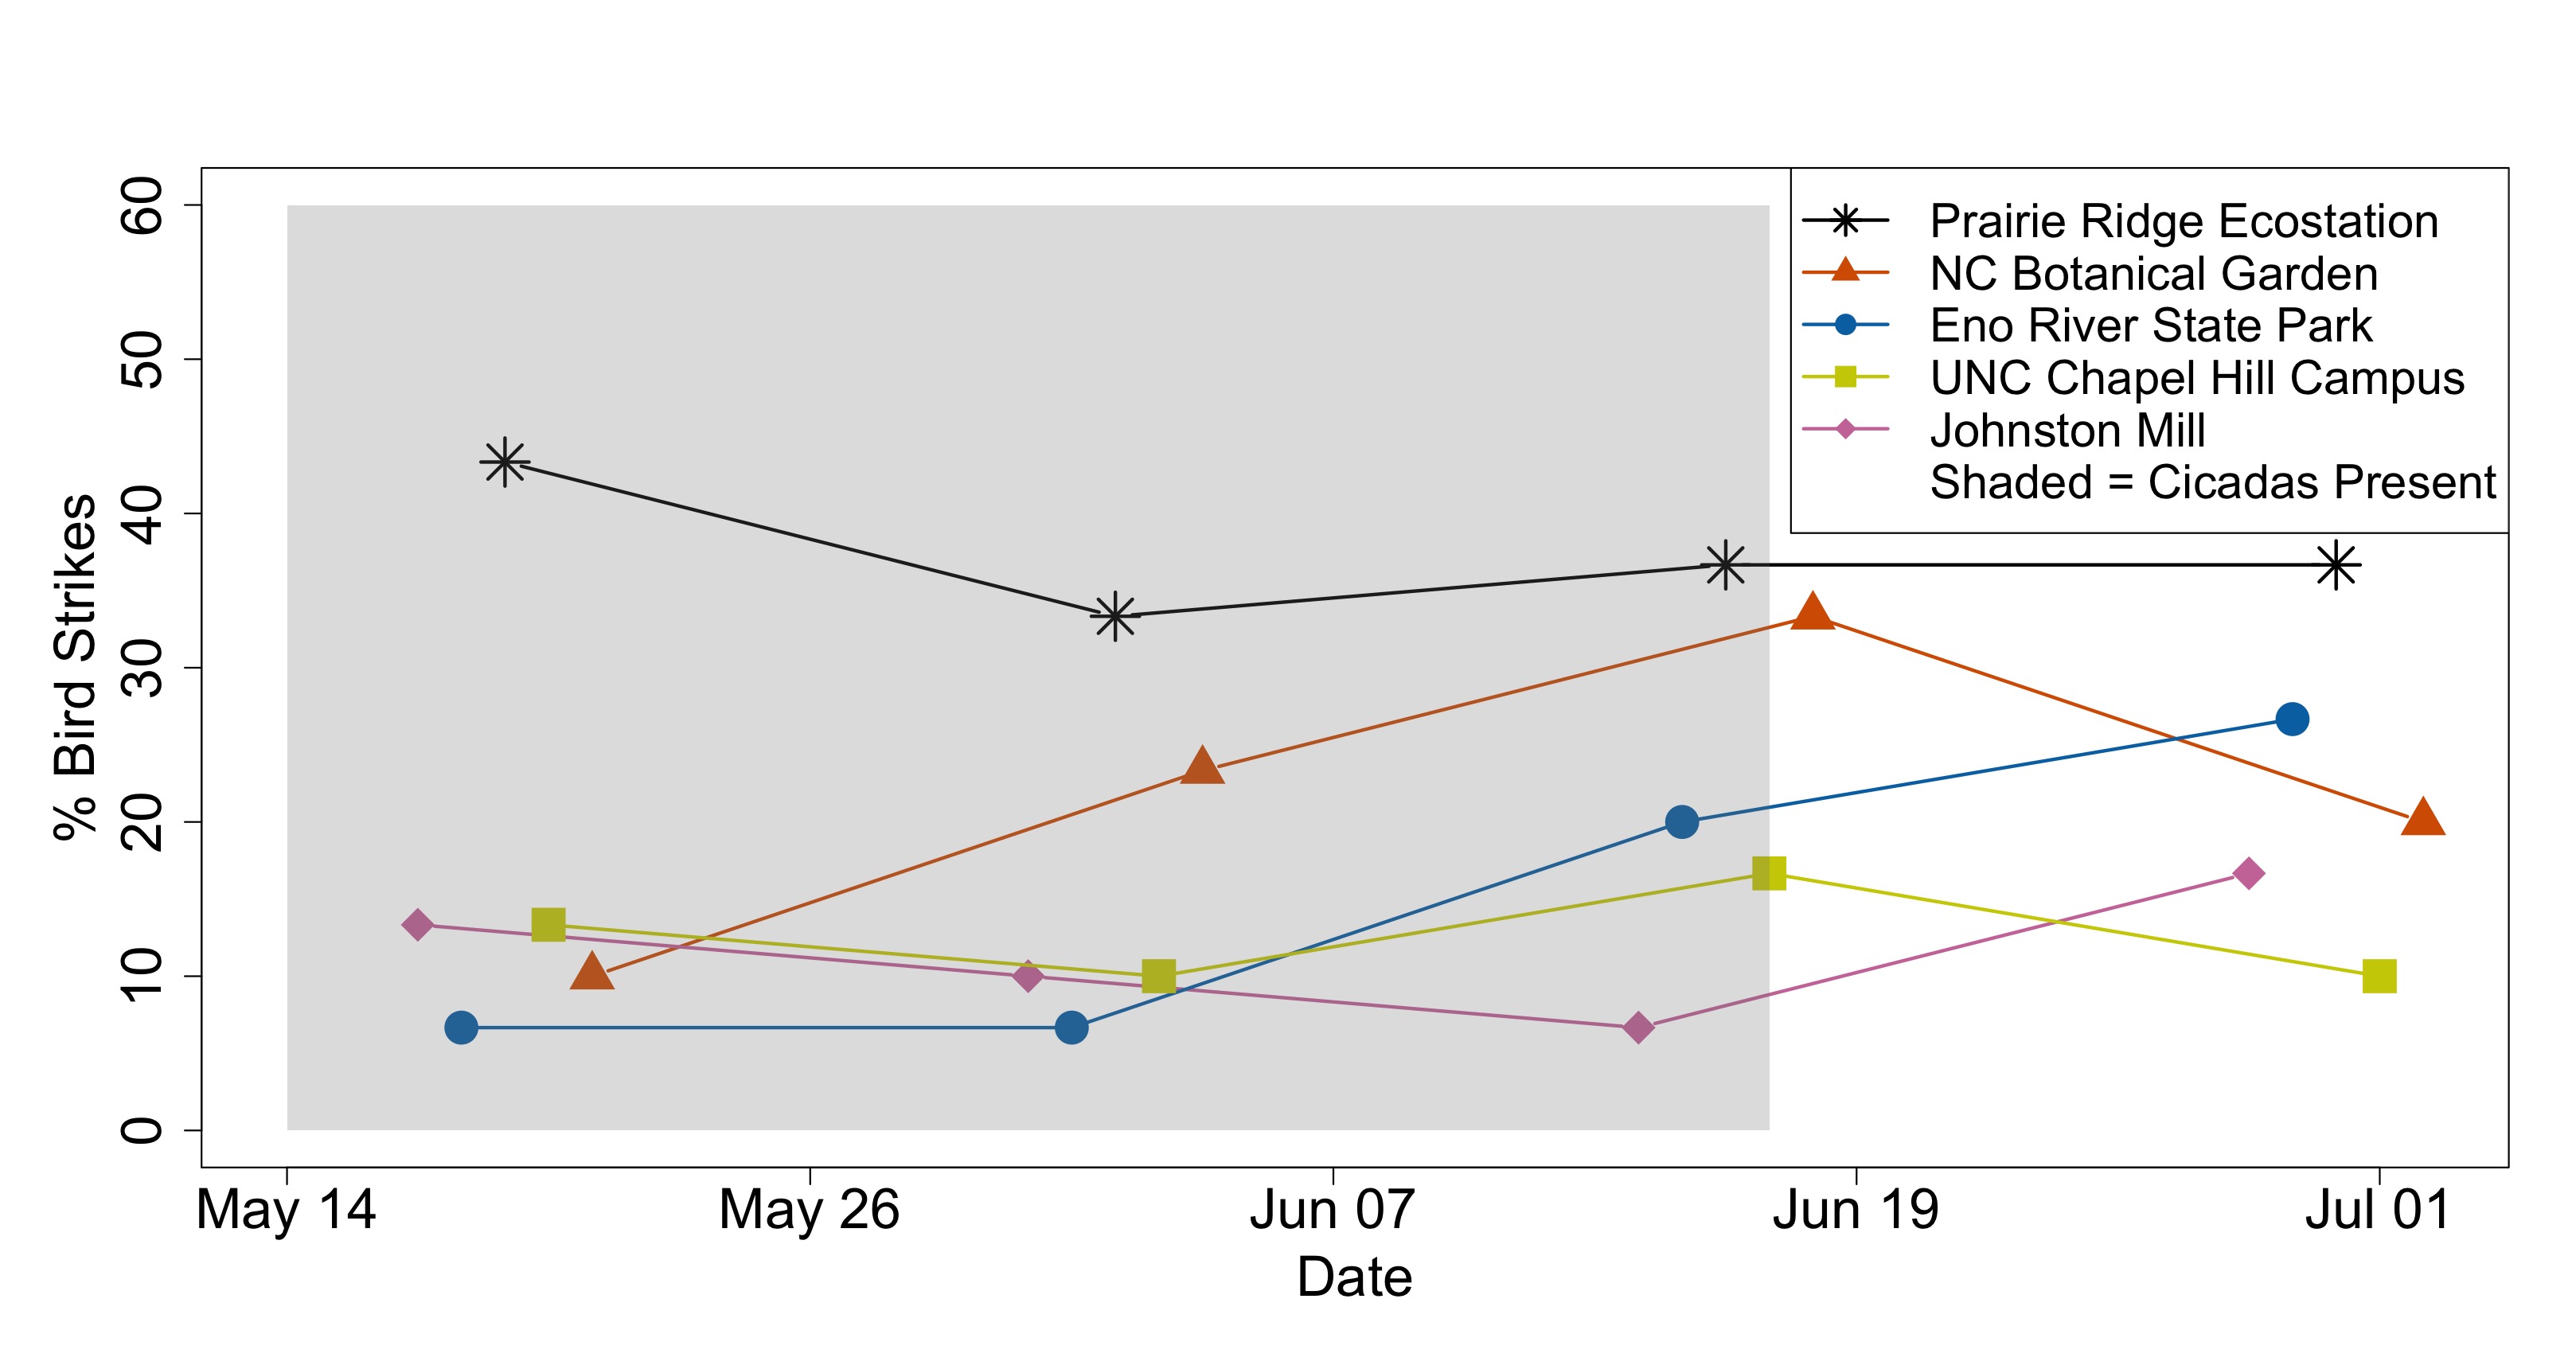 Prairie Ridge Ecostation
NC Botanical Garden
Eno River State Park
UNC Chapel Hill Campus
Johnston Mill
Shaded = Cicadas Present
% Bird Strikes
60
50
40
30
20
10
0
May 14
May 26
Jun 07
Jun 19
Jul 01
Date